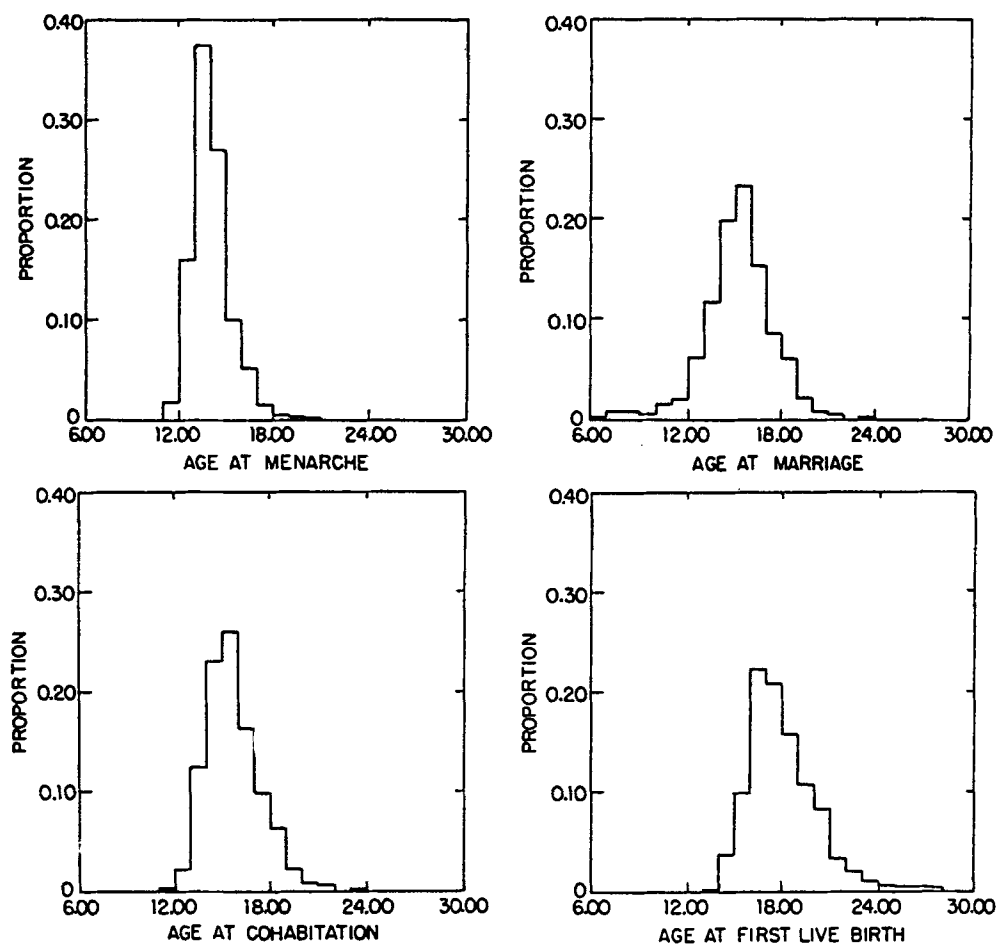 0.40
0.30
0.20
0.10
0
PROPORTION
6.00 12.00 18.00 24.00 30.00
AGE AT MENARCHE
0.40
0.30
0.20
0.10
0
PROPORTION
6.00 12.00 18.00 24.00 30.00
AGE AT MARRIAGE
0.40
0.30
0.20
0.10
0
PROPORTION
6.00 12.00 18.00 24.00 30.00
AGE AT COHABITATION
0.40
0.30
0.20
0.10
0
PROPORTION
6.00 12.00 18.00 24.00 30.00
AGE AT FIRST LIVE BIRTH